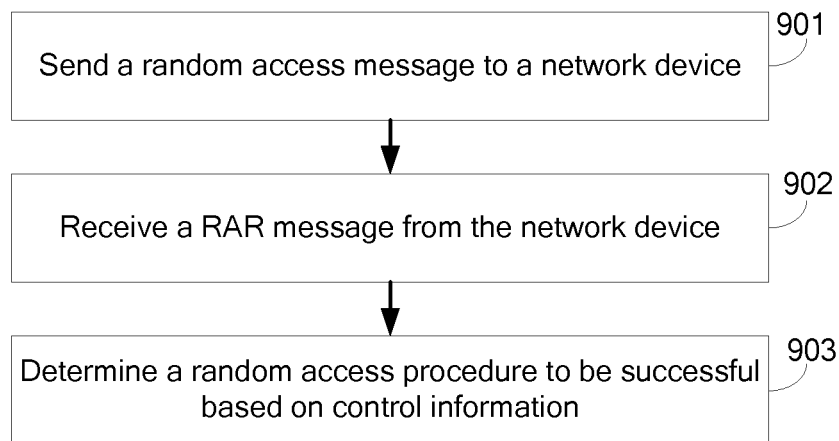 901
Send a random access message to a network device
902
Receive a RAR message from the network device
903
Determine a random access procedure to be successful
based on control information